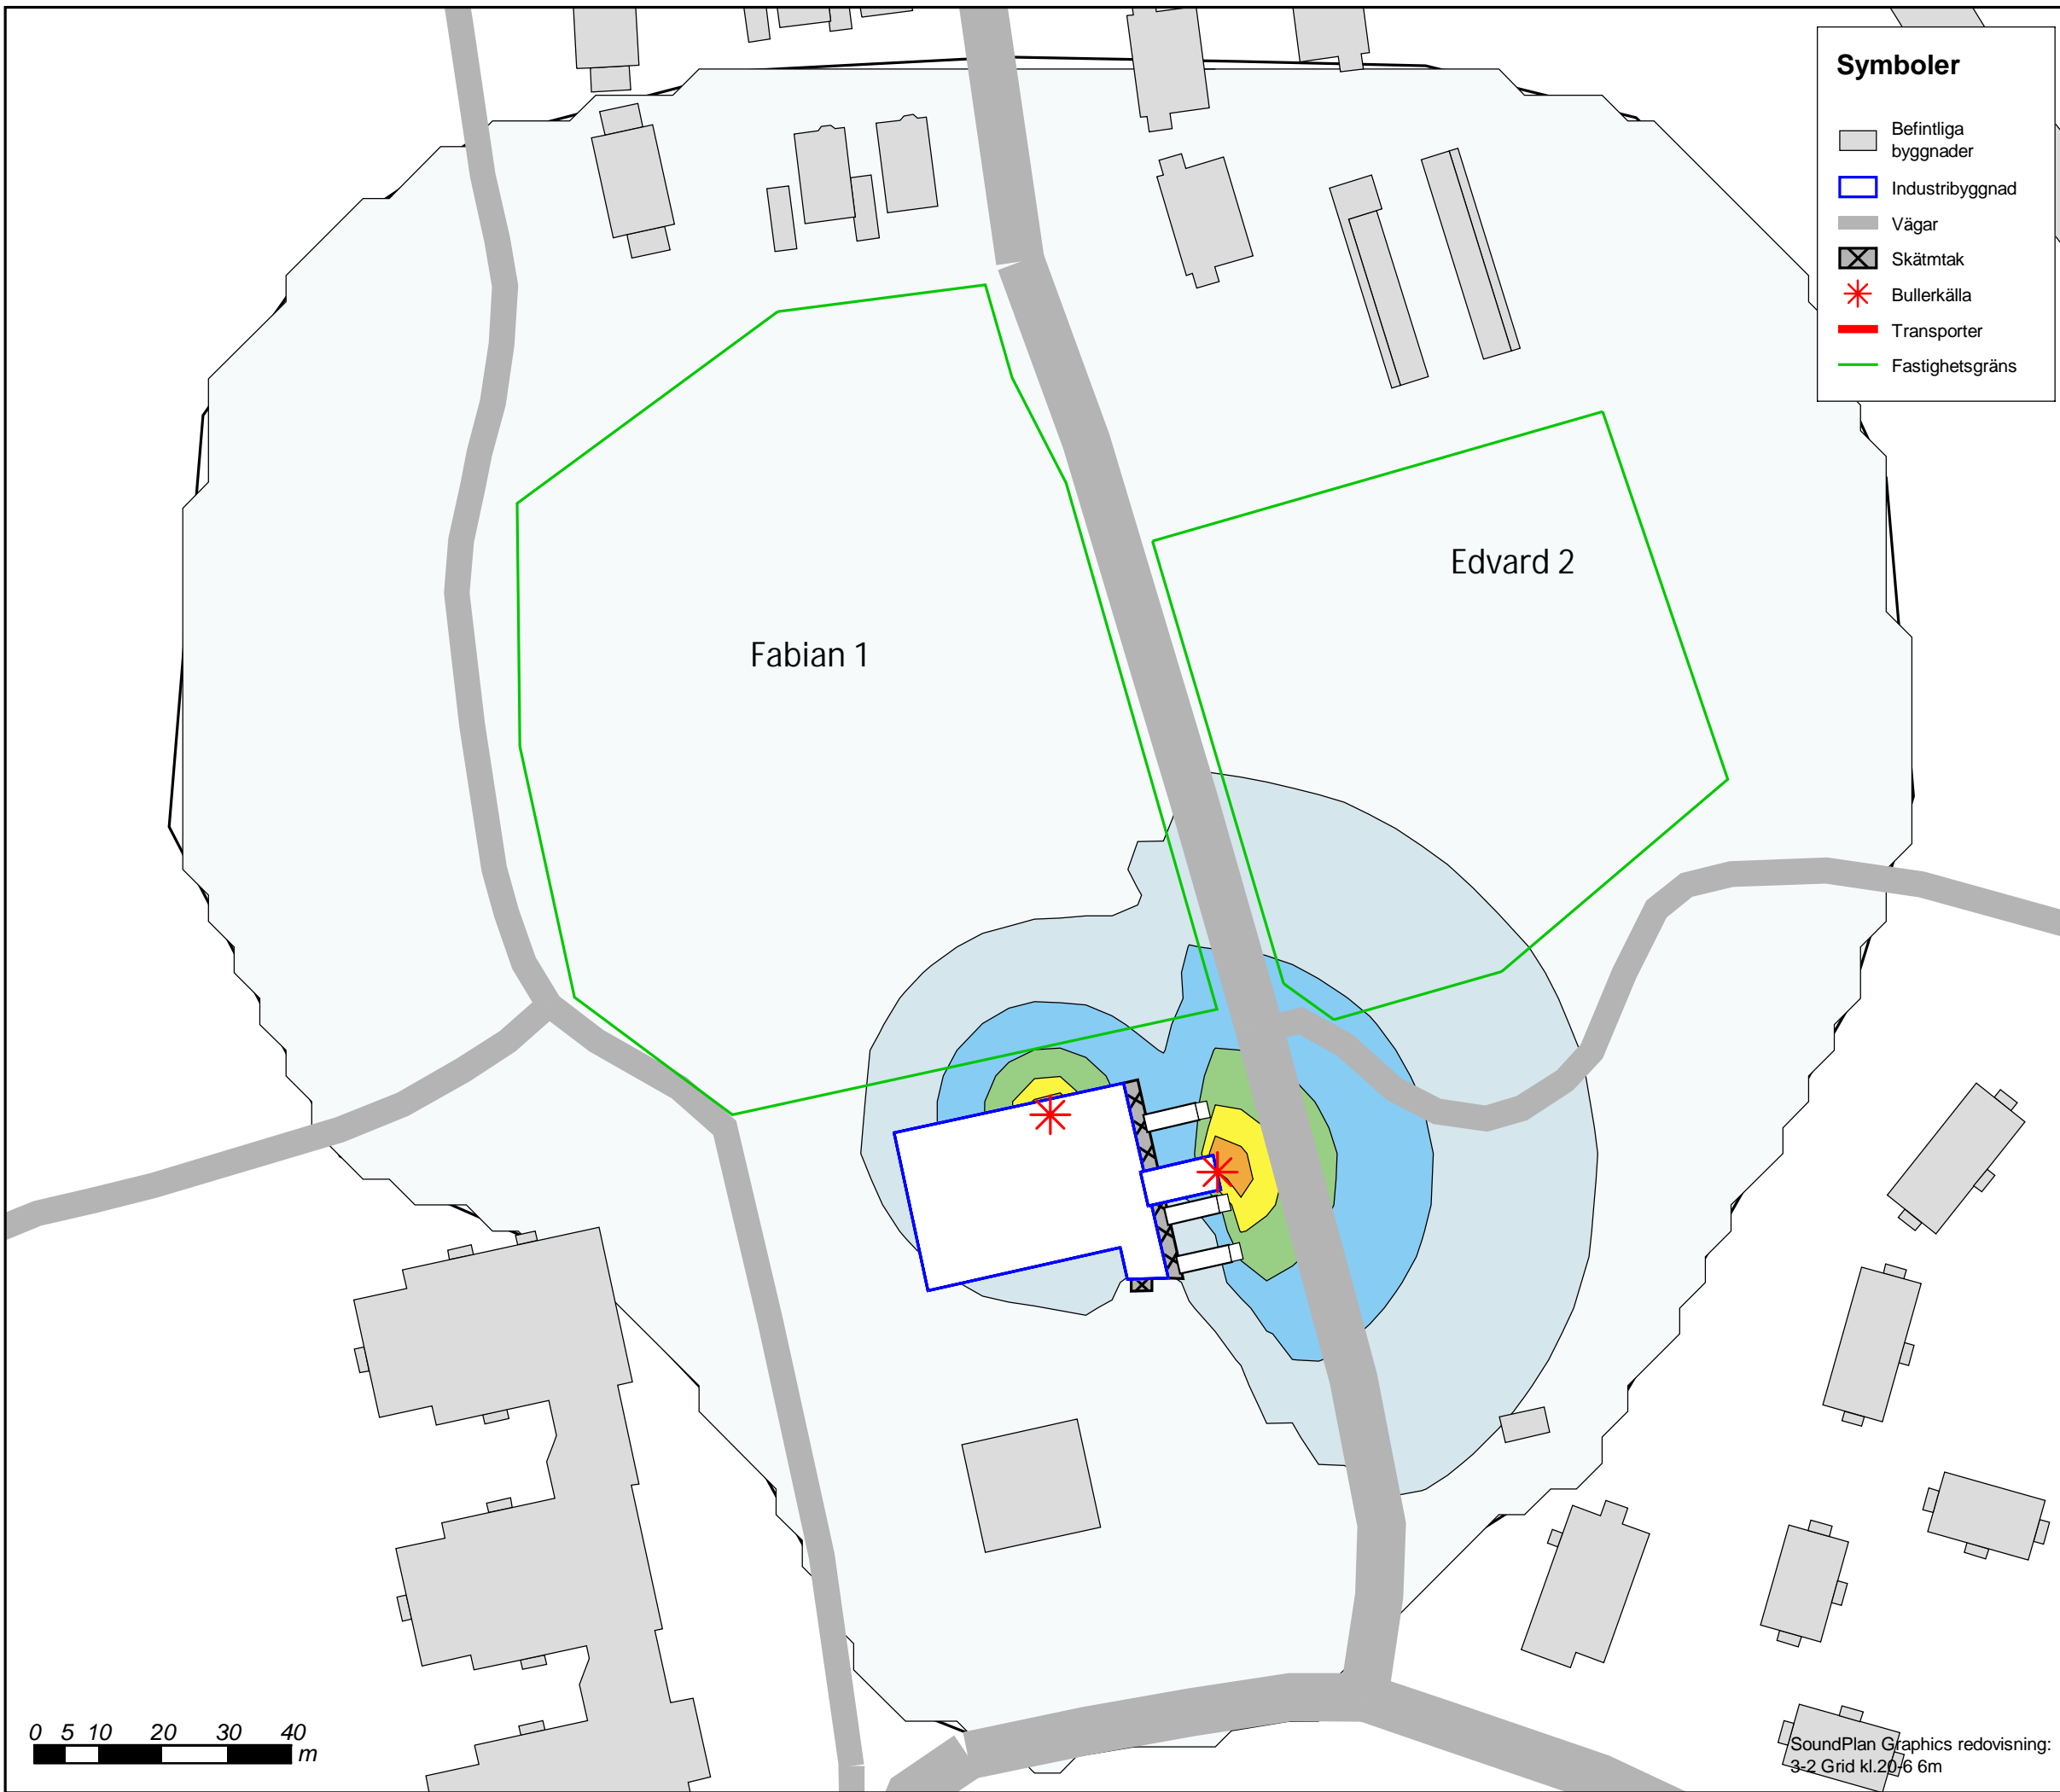 Symboler
Befintliga
byggnader
Industribyggnad
Vägar
Skätmtak
Bullerkälla
Transporter
Fastighetsgräns
Edvard 2
Fabian 1
0 5 10 20 30 40
m
SoundPlan Graphics redovisning:
3-2 Grid kl.20-6 6m